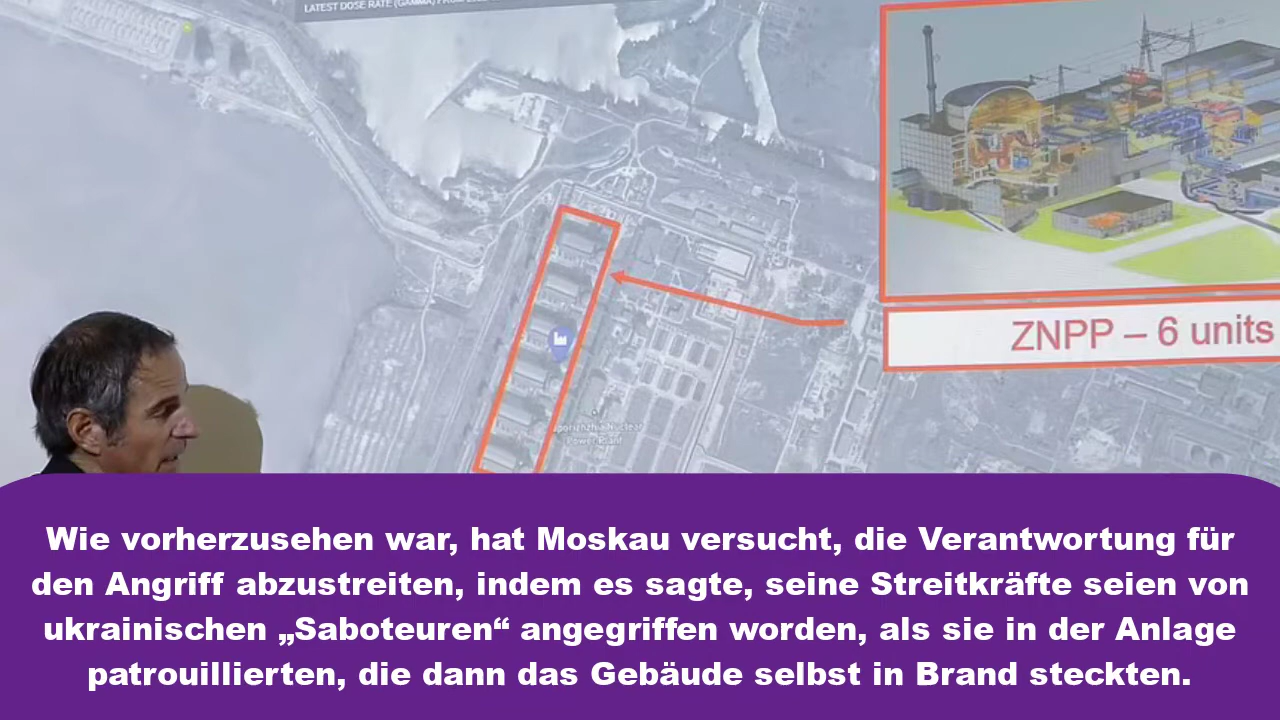 LATEST DOSE RATE (GAMMA)
ZNPP – 6 units
Power Plant
Wie vorherzusehen war, hat Moskau versucht, die Verantwortung für
den Angriff abzustreiten, indem es sagte, seine Streitkräfte seien von
ukrainischen „Saboteuren“ angegriffen worden, als sie in der Anlage
patrouillierten, die dann das Gebäude selbst in Brand steckten.